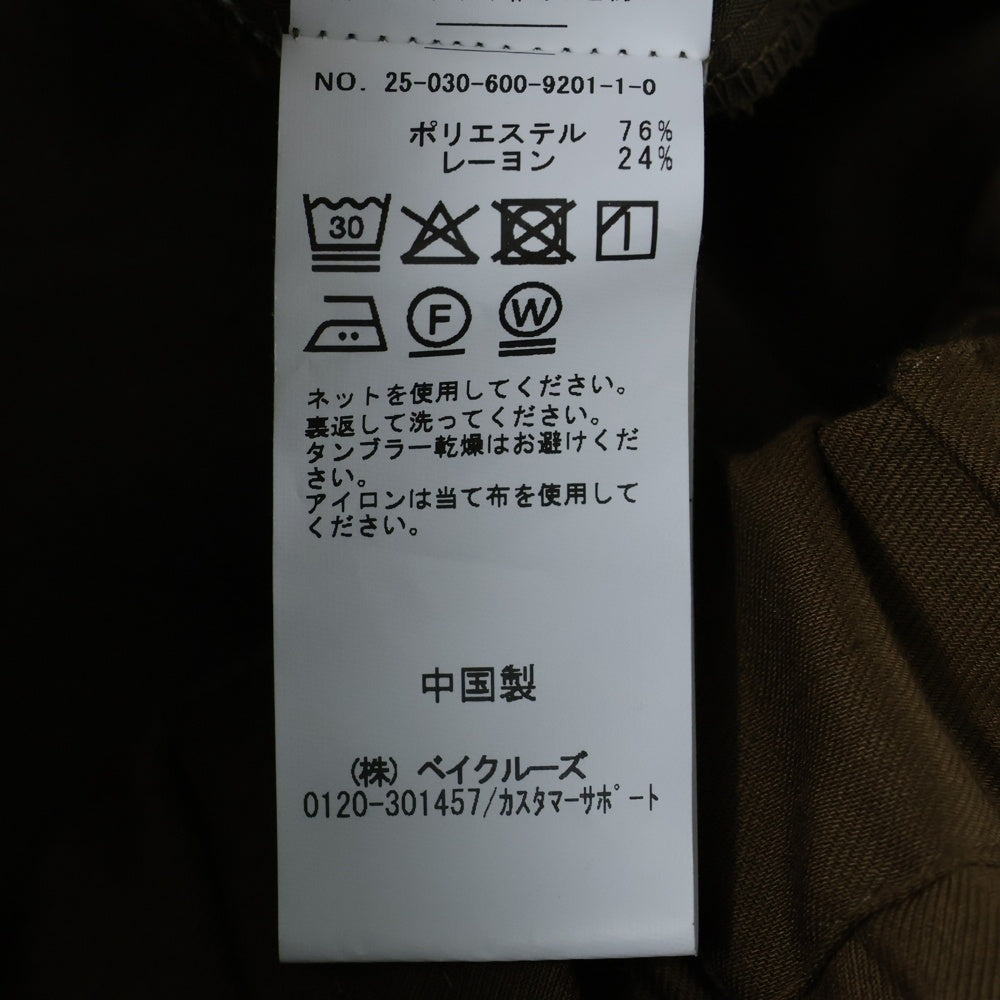 NO. 25-030-600-9201-1-0
ポリエステル 76%
レーヨン 24%
30
F
W
ネットを使用してください。
裏返して洗ってください。
タンブラー乾燥はお避けくだ
さい。
アイロンは当て布を使用して
ください。
中国製
(株) ベイクルーズ
0120-301457/カスタマーサポート